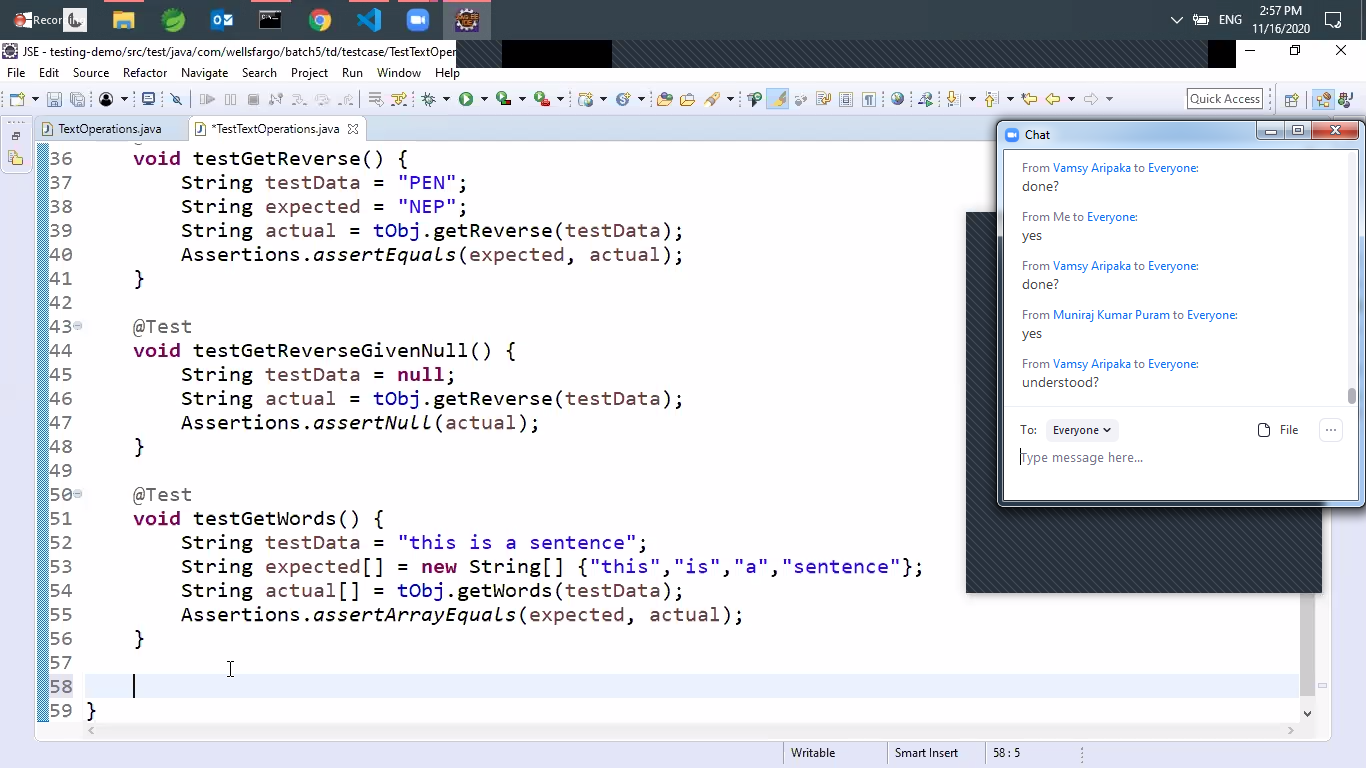 Recor
ENG
2:57 PM
11/16/2020
JSE - testing-demo/src/test/java/com/wellsfargo/batch5/td/testcase/TestTextOper
File Edit Source Refactor Navigate Search Project Run Window Help
Quick Access
TextOperations.java
*TestTextOperations.java
36 void testGetReverse() {
37 String testData = "PEN";
38 String expected = "NEP";
39 String actual = tObj.getReverse(testData);
40 Assertions.assertEquals(expected, actual);
41 }
42
43 @Test
44 void testGetReverseGivenNull() {
45 String testData = null;
46 String actual = tObj.getReverse(testData);
47 Assertions.assertNull(actual);
48 }
49
50 @Test
51 void testGetWords() {
52 String testData = "this is a sentence";
53 String expected[] = new String[] {"this","is","a","sentence"};
54 String actual[] = tObj.getWords(testData);
55 Assertions.assertArrayEquals(expected, actual);
56 }
57
58
59 }
Writable Smart Insert 58 : 5
Chat
From Vamsy Aripaka to Everyone:
done?
From Me to Everyone:
yes
From Vamsy Aripaka to Everyone:
done?
From Muniraj Kumar Puram to Everyone:
yes
From Vamsy Aripaka to Everyone:
understood?
To: Everyone File
Type message here...